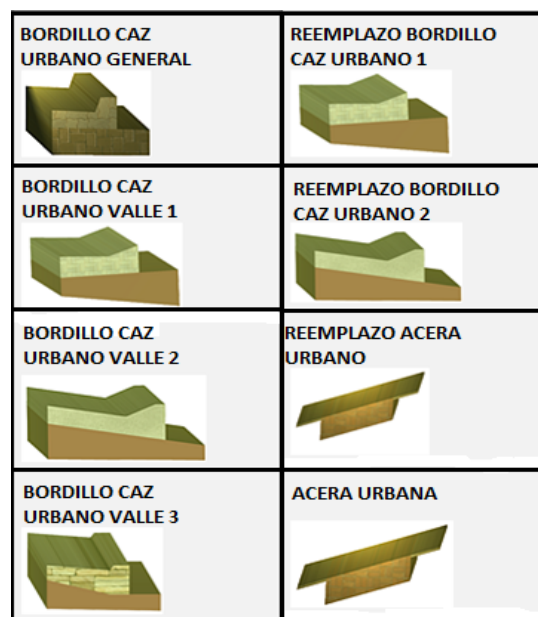 BORDILLO CAZ
URBANO GENERAL
REEMPLAZO BORDILLO
CAZ URBANO 1
BORDILLO CAZ
URBANO VALLE 1
REEMPLAZO BORDILLO
CAZ URBANO 2
BORDILLO CAZ
URBANO VALLE 2
REEMPLAZO ACERA
URBANO
BORDILLO CAZ
URBANO VALLE 3
ACERA URBANA